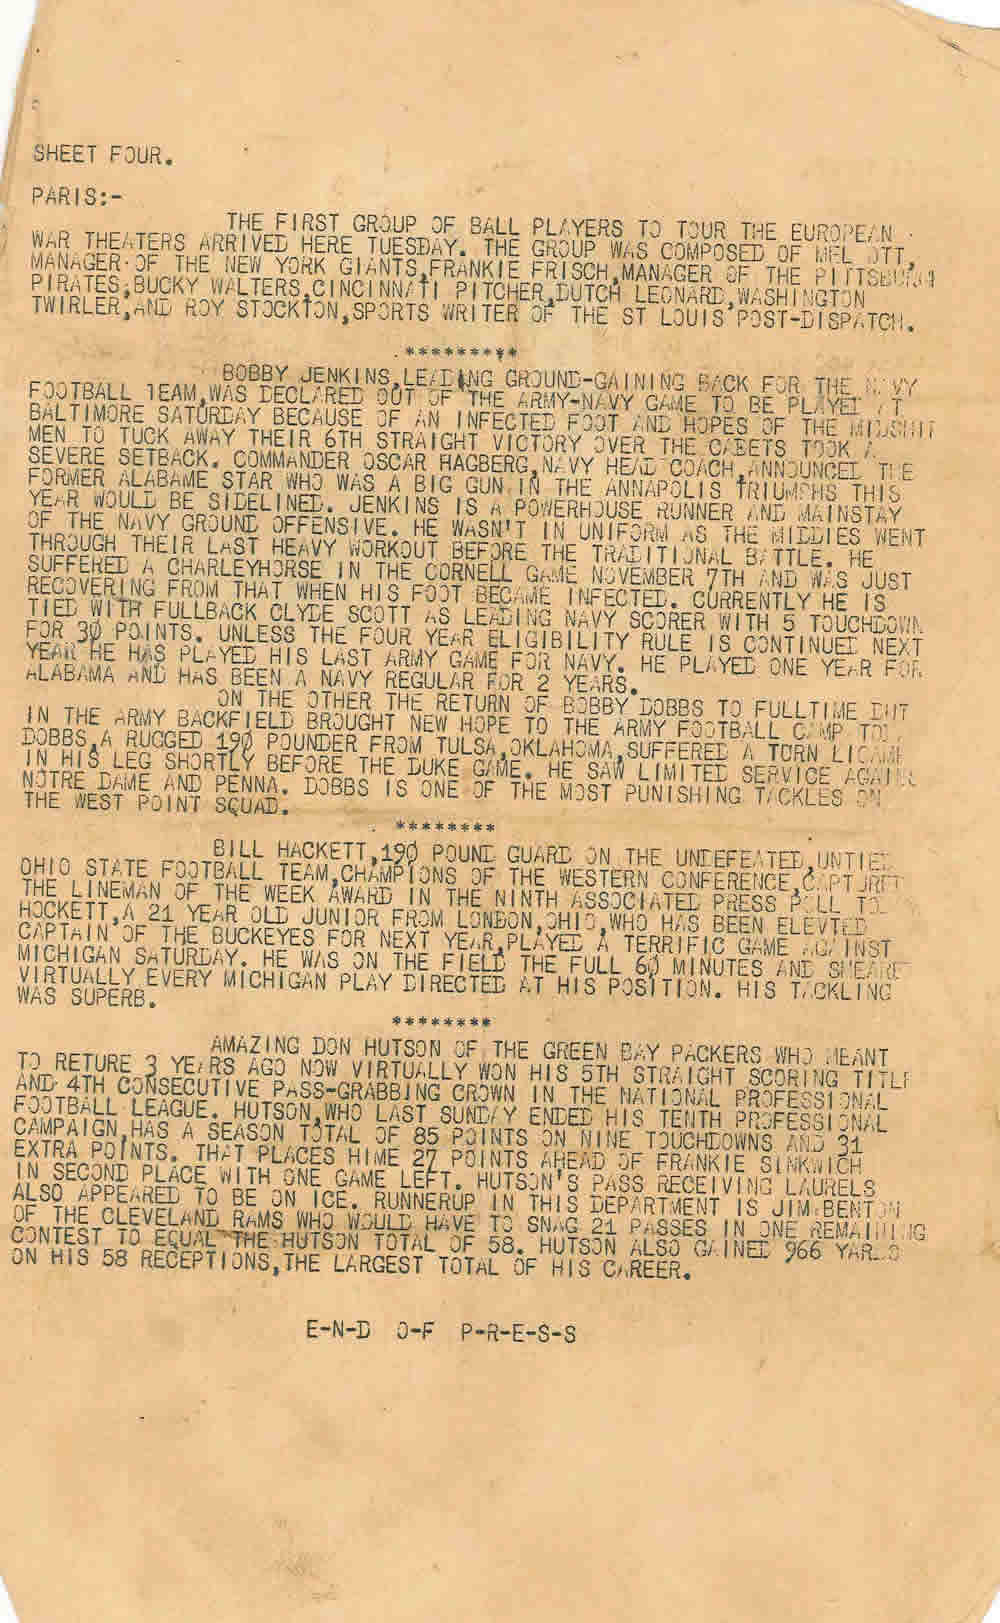 SHEET FOUR.
PARIS:-
THE FIRST GROUP OF BALL PLAYERS TO TOUR THE EUROPEAN
WAR THEATERS ARRIVED HERE TUESDAY. THE GROUP WAS COMPOSED OF MEL OTT,
MANAGER OF THE NEW YORK GIANTS,FRANKIE FRISCH,MANAGER OF THE PITTSBURGH
PIRATES,BUCKY WALTERS,CINCINNATI PITCHER,DUTCH LEONARD,WASHINGTON
TWIRLER,AND ROY STOCKTON,SPORTS WRITER OF THE ST LOUIS POST-DISPATCH.
*********
BOBBY JENKINS,LEADING GROUND-GAINING BACK FOR THE NAVY
FOOTBALL TEAM,WAS DECLARED OUT OF THE ARMY-NAVY GAME TO BE PLAYED AT
BALTIMORE SATURDAY BECAUSE OF AN INFECTED FOOT AND HOPES OF THE MIDSHIT
MEN TO TUCK AWAY THEIR 6TH STRAIGHT VICTORY OVER THE CADETS TOOK A
SEVERE SETBACK. COMMANDER OSCAR HAGBERG,NAVY HEAD COACH,ANNOUNCED THE
FORMER ALABAME STAR WHO WAS A BIG GUN IN THE ANNAPOLIS TRIUMPHS THIS
YEAR WOULD BE SIDELINED. JENKINS IS A POWERHOUSE RUNNER AND MAINSTAY
OF THE NAVY GROUND OFFENSIVE. HE WASN'T IN UNIFORM AS THE MIDDIES WENT
THROUGH THEIR LAST HEAVY WORKOUT BEFORE THE TRADITIONAL BATTLE. HE
SUFFERED A CHARLEYHORSE IN THE CORNELL GAME NOVEMBER 7TH AND WAS JUST
RECOVERING FROM THAT WHEN HIS FOOT BECAME INFECTED. CURRENTLY HE IS
TIED WITH FULLBACK CLYDE SCOTT AS LEADING NAVY SCORER WITH 5 TOUCHDOWN
FOR 30 POINTS. UNLESS THE FOUR YEAR ELIGIBILITY RULE IS CONTINUED NEXT
YEAR HE HAS PLAYED HIS LAST ARMY GAME FOR NAVY. HE PLAYED ONE YEAR FOR
ALABAMA AND HAS BEEN A NAVY REGULAR FOR 2 YEARS.
ON THE OTHER THE RETURN OF BOBBY DOBBS TO FULLTIME DUT
IN THE ARMY BACKFIELD BROUGHT NEW HOPE TO THE ARMY FOOTBALL CAMP
DOBBS,A RUGGED 190 POUNDER FROM TULSA,OKLAHOMA,SUFFERED A TORN LIGAME
IN HIS LEG SHORTLY BEFORE THE DUKE GAME. HE SAW LIMITED SERVICE AGAINS
NOTRE DAME AND PENNA. DOBBS IS ONE OF THE MOST PUNISHING TACKLES ON
THE WEST POINT SQUAD.
********
BILL HACKETT,190 POUND GUARD ON THE UNDEFEATED,UNTIED
OHIO STATE FOOTBALL TEAM,CHAMPIONS OF THE WESTERN CONFERENCE,CAPTURED
THE LINEMAN OF THE WEEK AWARD IN THE NINTH ASSOCIATED PRESS POLL
HOCKETT,A 21 YEAR OLD JUNIOR FROM LONDON,OHIO,WHO HAS BEEN ELEVTED
CAPTAIN OF THE BUCKEYES FOR NEXT YEAR,PLAYED A TERRIFIC GAME AGAINST
MICHIGAN SATURDAY. HE WAS ON THE FIELD THE FULL 60 MINUTES AND SMEARED
VIRTUALLY EVERY MICHIGAN PLAY DIRECTED AT HIS POSITION. HIS TACKLING
WAS SUPERB.
********
AMAZING DON HUTSON OF THE GREEN BAY PACKERS WHO MEANT
TO RETURE 3 YEARS AGO NOW VIRTUALLY WON HIS 5TH STRAIGHT SCORING TITLE
AND 4TH CONSECUTIVE PASS-GRABBING CROWN IN THE NATIONAL PROFESSIONAL
FOOTBALL LEAGUE. HUTSON,WHO LAST SUNDAY ENDED HIS TENTH PROFESSIONAL
CAMPAIGN,HAS A SEASON TOTAL OF 85 POINTS ON NINE TOUCHDOWNS AND 31
EXTRA POINTS. THAT PLACES HIME 27 POINTS AHEAD OF FRANKIE SINKWICH
IN SECOND PLACE WITH ONE GAME LEFT. HUTSON'S PASS RECEIVING LAURELS
ALSO APPEARED TO BE ON ICE. RUNNERUP IN THIS DEPARTMENT IS JIM BENTON
OF THE CLEVELAND RAMS WHO WOULD HAVE TO SNAG 21 PASSES IN ONE REMAINING
CONTEST TO EQUAL THE HUTSON TOTAL OF 58. HUTSON ALSO GAINED 966 YARDS
ON HIS 58 RECEPTIONS,THE LARGEST TOTAL OF HIS CAREER.
E-N-D O-F P-R-E-S-S